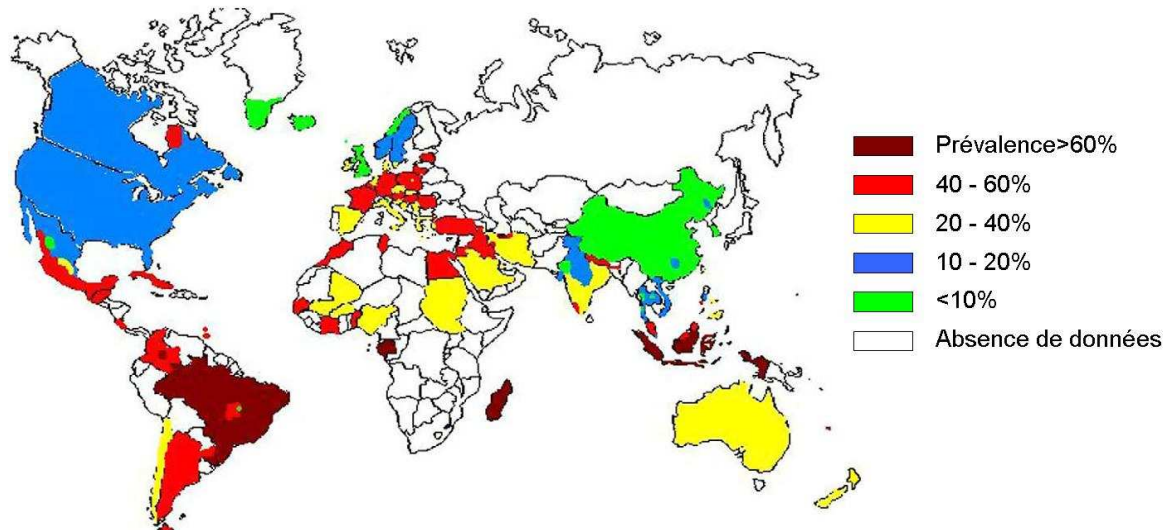 Prévalence>60%
40 - 60%
20 - 40%
10 - 20%
<10%
Absence de données